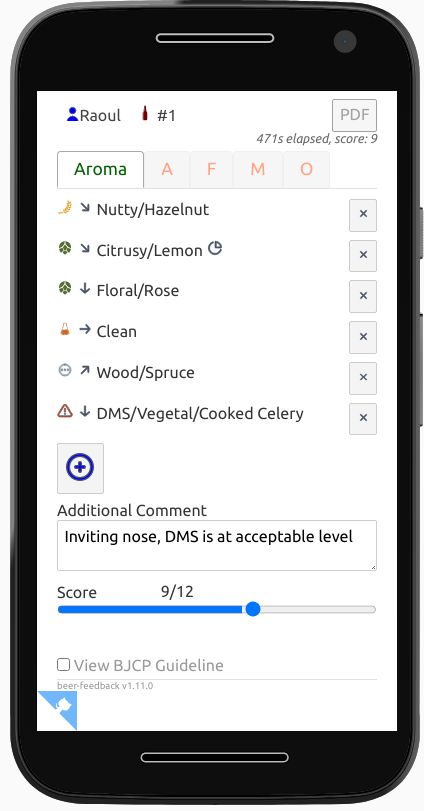 Raoul #1 PDF
471s elapsed, score: 9
Aroma A F M O
Nutty/Hazelnut ×
Citrusy/Lemon ×
Floral/Rose ×
Clean ×
Wood/Spruce ×
DMS/Vegetal/Cooked Celery ×
Additional Comment
Inviting nose, DMS is at acceptable level
Score 9/12
View BJCP Guideline
beer-feedback v1.11.0